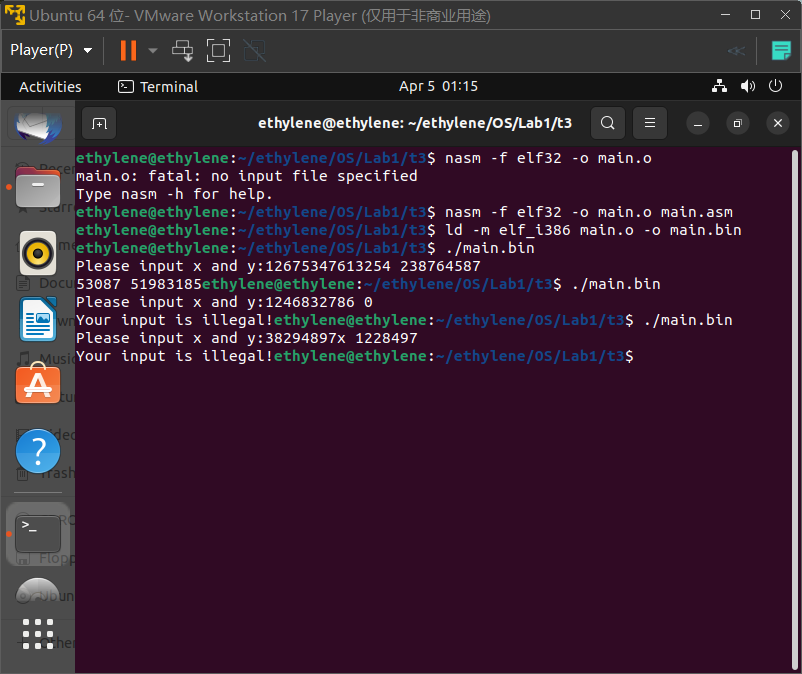 Ubuntu 64 位 - VMware Workstation 17 Player (仅用于非商业用途)
Player(P)
Activities
Terminal
Apr 5 01:15
ethylene@ethylene: ~/ethylene/OS/Lab1/t3
ethylene@ethylene:~/ethylene/OS/Lab1/t3$ nasm -f elf32 -o main.o
main.o: fatal: no input file specified
Type nasm -h for help.
ethylene@ethylene:~/ethylene/OS/Lab1/t3$ nasm -f elf32 -o main.o main.asm
ethylene@ethylene:~/ethylene/OS/Lab1/t3$ ld -m elf_i386 main.o -o main.bin
ethylene@ethylene:~/ethylene/OS/Lab1/t3$ ./main.bin
Please input x and y:12675347613254 238764587
53087 51983185ethylene@ethylene:~/ethylene/OS/Lab1/t3$ ./main.bin
Please input x and y:1246832786 0
Your input is illegal!ethylene@ethylene:~/ethylene/OS/Lab1/t3$ ./main.bin
Please input x and y:38294897x 1228497
Your input is illegal!ethylene@ethylene:~/ethylene/OS/Lab1/t3$